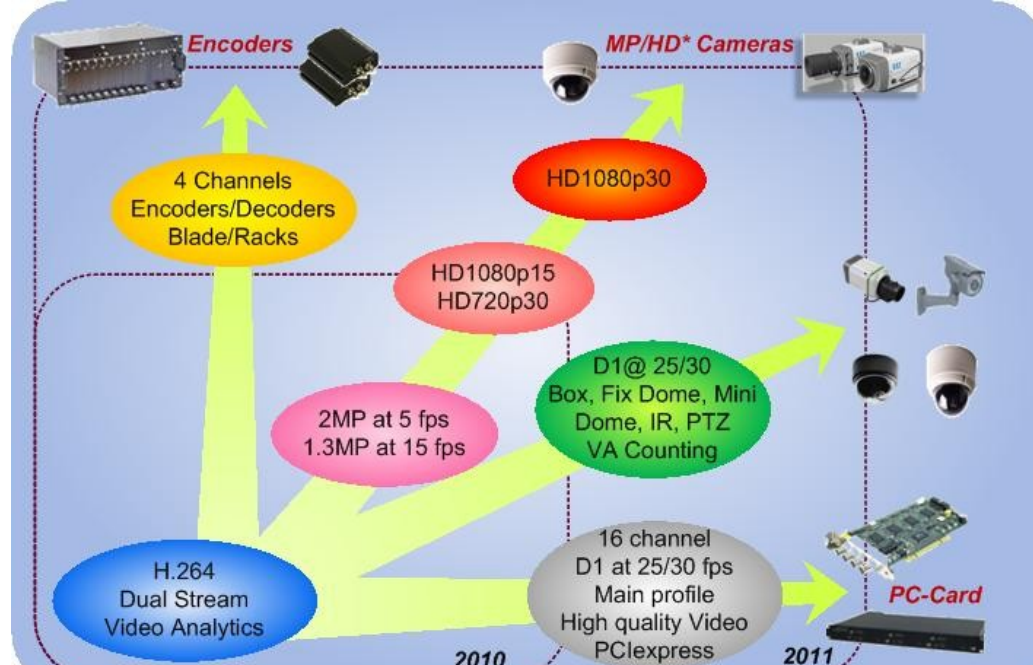 Encoders
MP/HD* Cameras
4 Channels
Encoders/Decoders
Blade/Racks
HD1080p30
HD1080p15
HD720p30
2MP at 5 fps
1.3MP at 15 fps
D1@ 25/30
Box, Fix Dome, Mini
Dome, IR, PTZ
VA Counting
H.264
Dual Stream
Video Analytics
16 channel
D1 at 25/30 fps
Main profile
High quality Video
PCIexpress
PC-Card
2010
2011